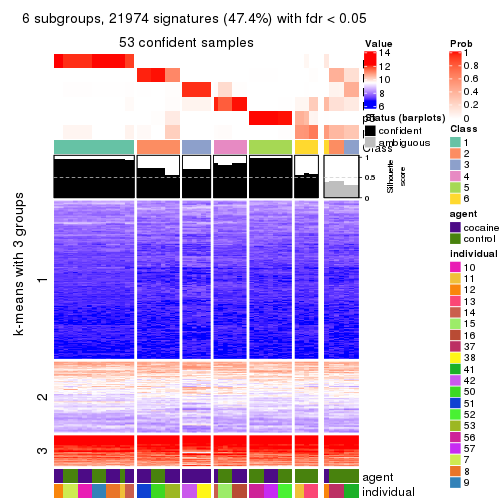 6 subgroups, 21974 signatures (47.4%) with fdr < 0.05
53 confident samples
k-means with 3 groups
1
2
3
Class
1
0.5
0
Silhouette
score
agent
individual
Value
14
12
10
8
6
Status (barplots)
confident
ambiguous
Prob
1
0.8
0.6
0.4
0.2
0
Class
1
2
3
4
5
6
agent
cocaine
control
Individual
10
11
12
13
14
15
16
37
38
41
42
50
51
52
53
56
57
7
8
9